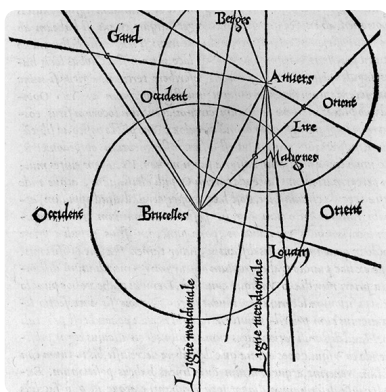 Berges
Gand
Anuers
Occident
Orient
Lire
Malignes
Occident
Brucelles
Orient
Louain
Ligne meridionale
Ligne meridionale